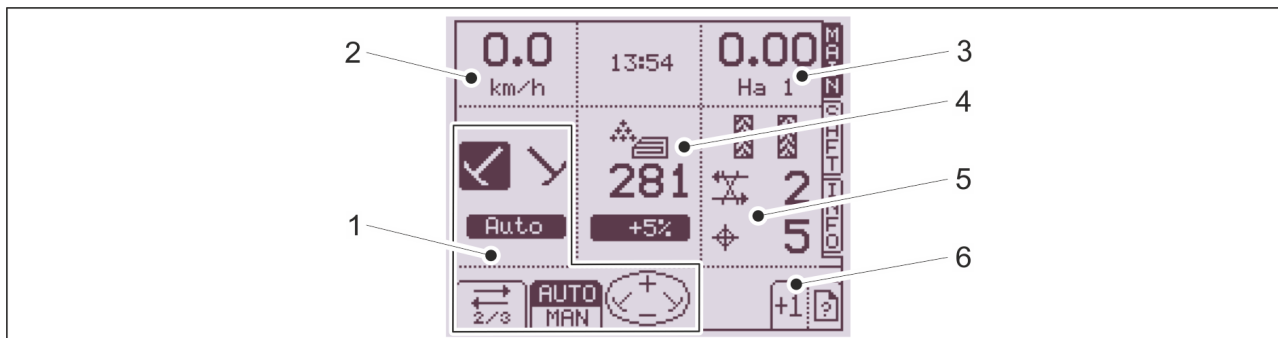 0.0
km/h
13:54
0.00
Ha 1
MAIN
SHFT
INFO
281
2
Auto
+5%
5
2/3
AUTO
MAN
+
-
+1
?
1
2
3
4
5
6